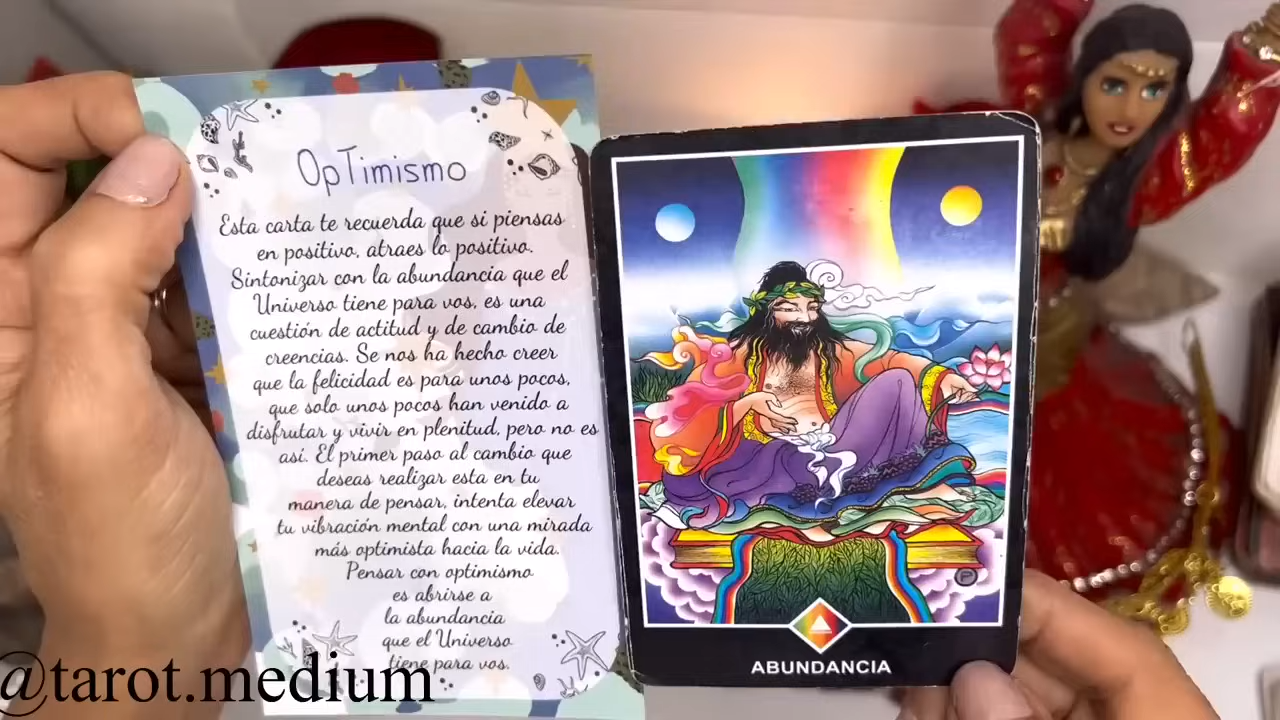 OpTimismo
Esta carta te recuerda que si piensas
en positivo, atraes lo positivo.
Sintonizar con la abundancia que el
Universo tiene para vos, es una
cuestión de actitud y de cambio de
creencias. Se nos ha hecho creer
que la felicidad es para unos pocos,
que solo unos pocos han venido a
disfrutar y vivir en plenitud, pero no es
así. El primer paso al cambio que
deseas realizar esta en tu
manera de pensar, intenta elevar
tu vibración mental con una mirada
más optimista hacia la vida.
Pensar con optimismo
es abrirse a
la abundancia
que el Universo
tiene para vos.
P
ABUNDANCIA
@tarot.medium